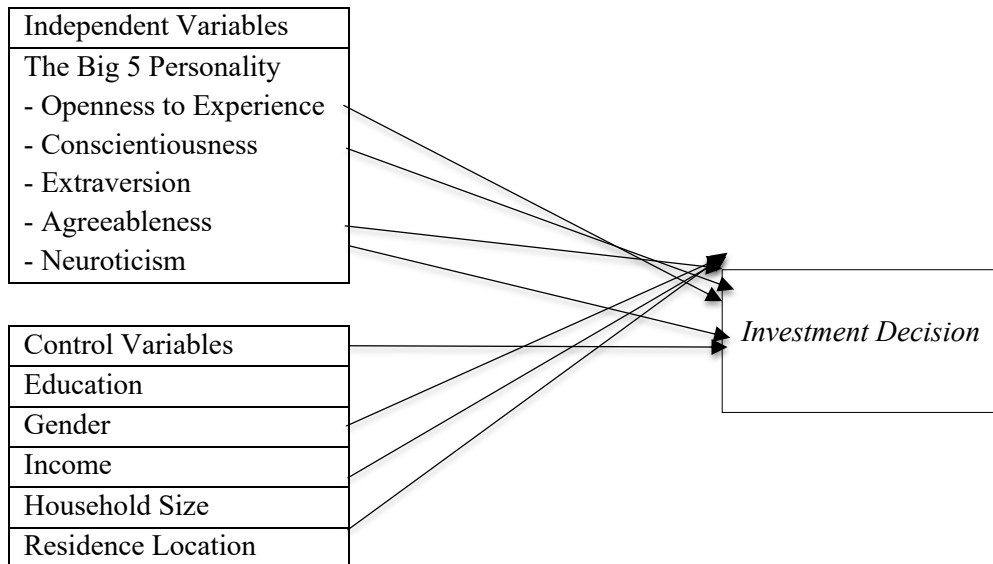 Independent Variables
The Big 5 Personality
- Openness to Experience
- Conscientiousness
- Extraversion
- Agreeableness
- Neuroticism
Control Variables
Education
Gender
Income
Household Size
Residence Location
Investment Decision